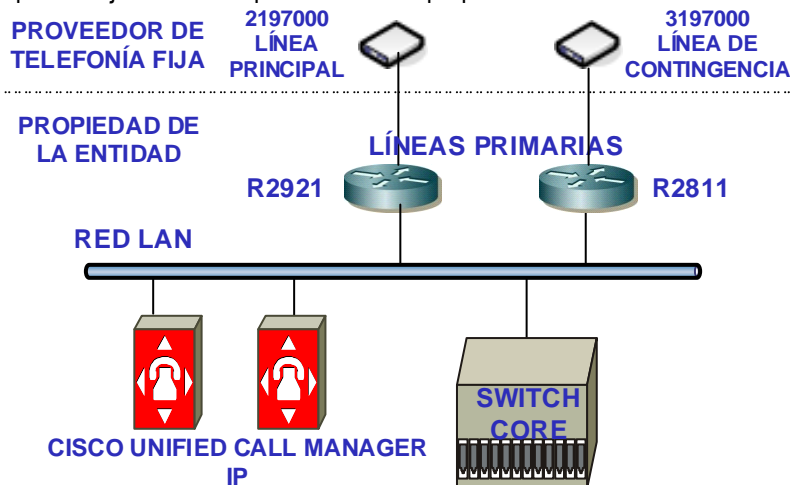 PROVEEDOR DE
TELEFONÍA FIJA
2197000
LÍNEA
PRINCIPAL
3197000
LÍNEA DE
CONTINGENCIA
PROPIEDAD DE
LA ENTIDAD
LÍNEAS PRIMARIAS
R2921
R2811
RED LAN
SWITCH
CORE
CISCO UNIFIED CALL MANAGER
IP